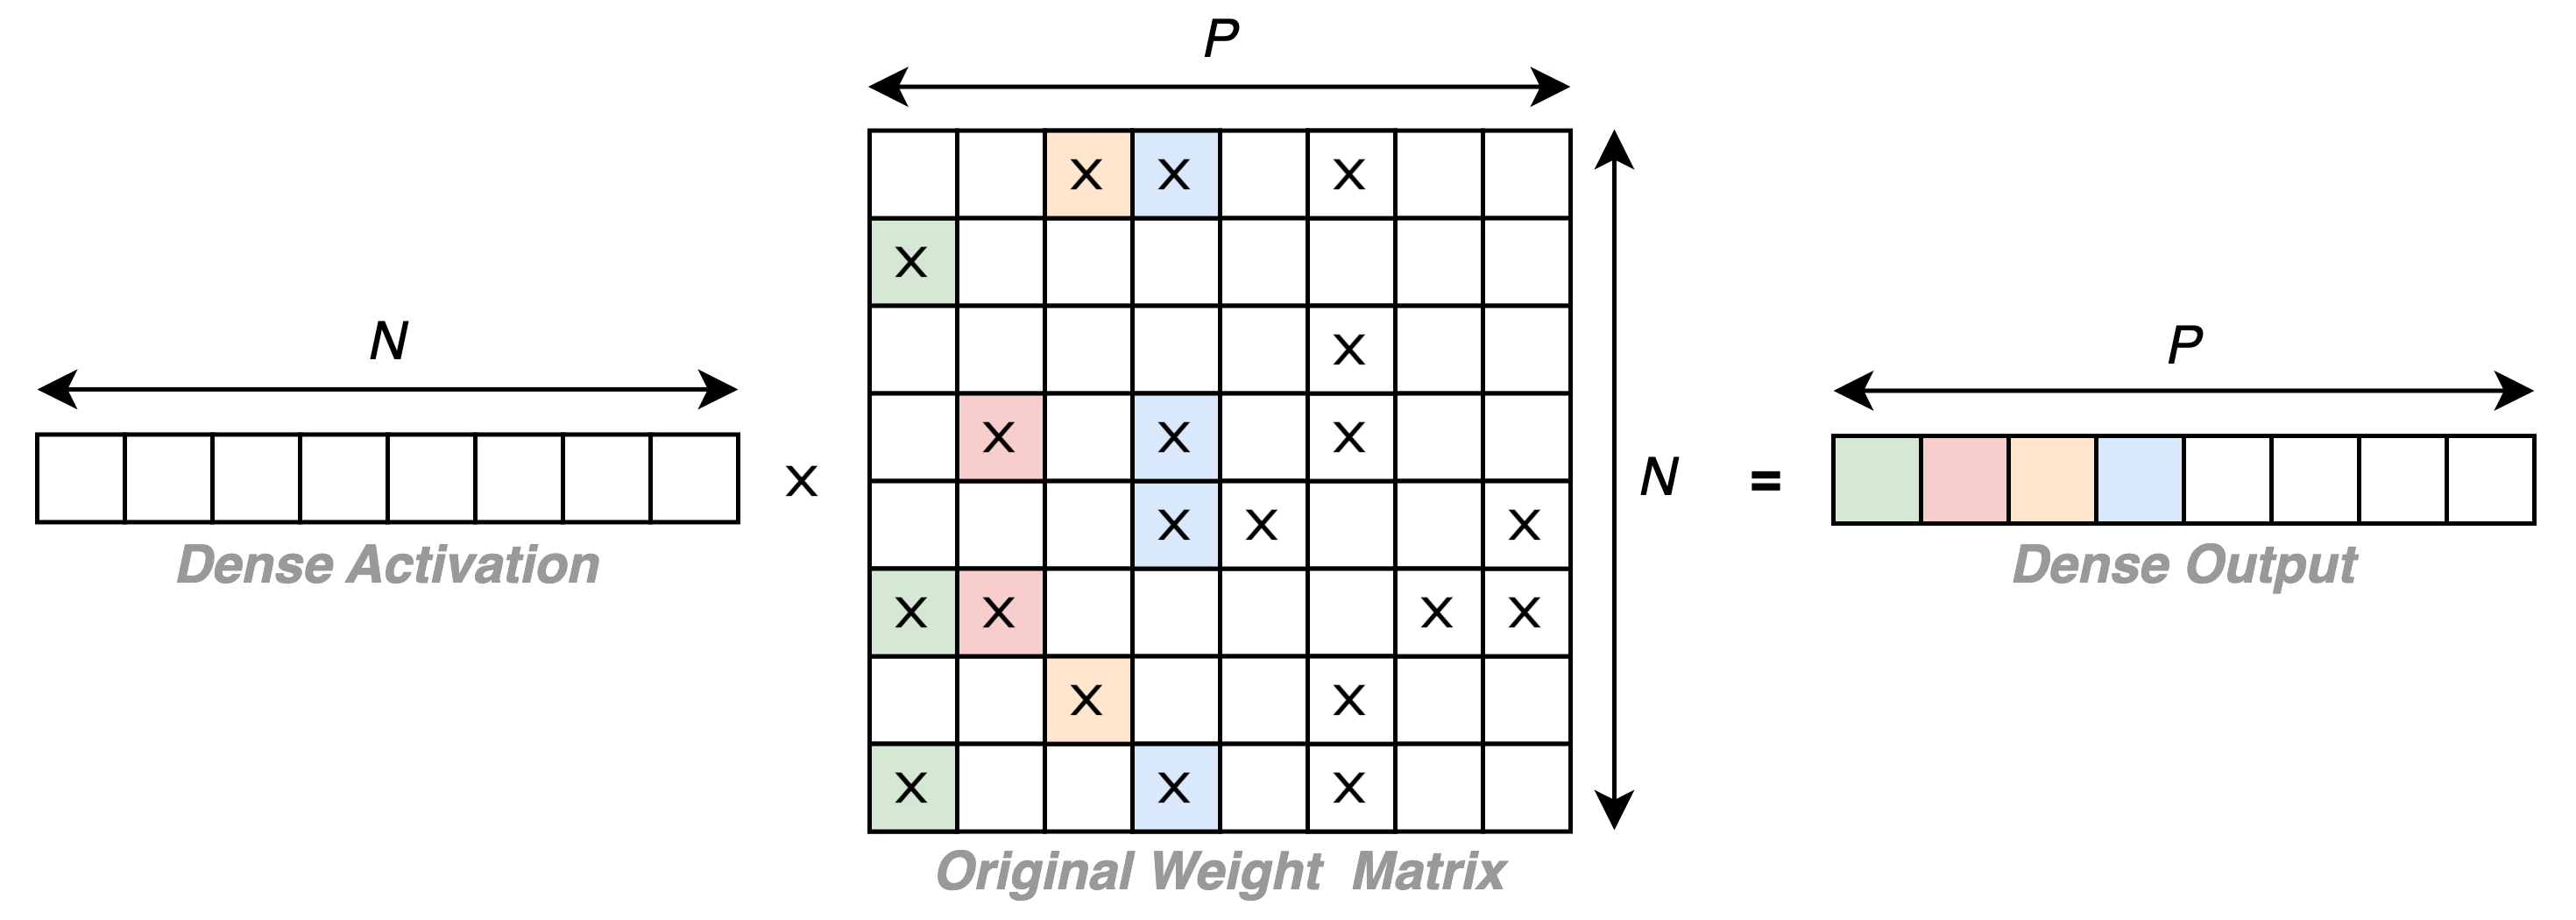 P
X X X
X
X
N
P
X X X
X
N
=
X X X
Dense Activation
Dense Output
X X X X
X X
X X X
Original Weight Matrix